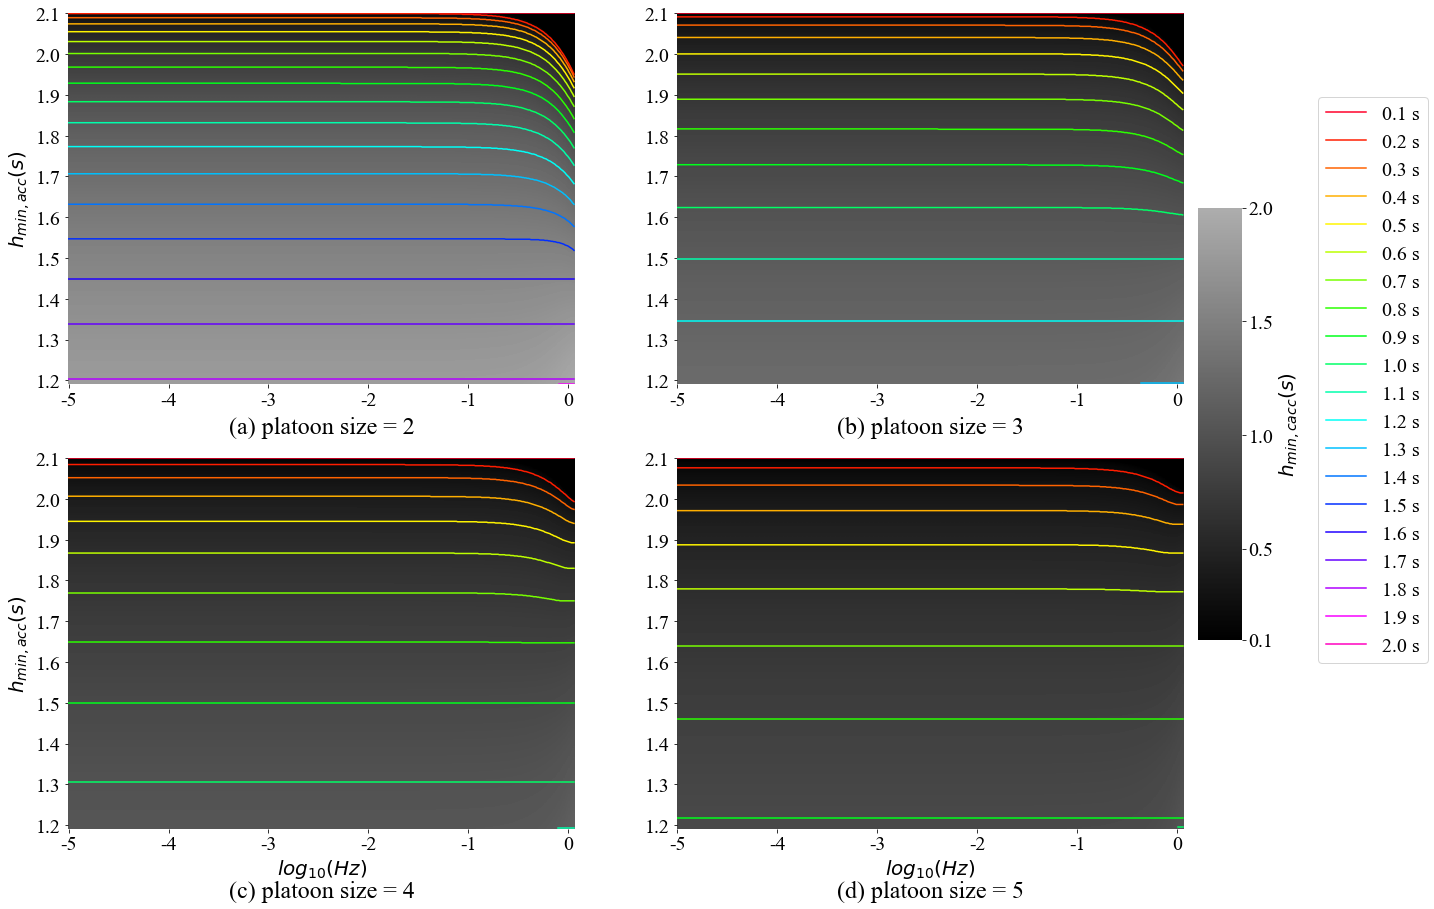 2.1
2.0
1.9
1.8
1.7
1.6
1.5
1.4
1.3
1.2
h_{min, acc}(s)
-5 -4 -3 -2 -1 0
(a) platoon size = 2
2.1
2.0
1.9
1.8
1.7
1.6
1.5
1.4
1.3
1.2
-5 -4 -3 -2 -1 0
(b) platoon size = 3
2.1
2.0
1.9
1.8
1.7
1.6
1.5
1.4
1.3
1.2
h_{min, acc}(s)
-5 -4 -3 -2 -1 0
log_{10}(Hz)
(c) platoon size = 4
2.1
2.0
1.9
1.8
1.7
1.6
1.5
1.4
1.3
1.2
-5 -4 -3 -2 -1 0
log_{10}(Hz)
(d) platoon size = 5
2.0
1.5
1.0
0.5
0.1
h_{min, cacc}(s)
0.1 s
0.2 s
0.3 s
0.4 s
0.5 s
0.6 s
0.7 s
0.8 s
0.9 s
1.0 s
1.1 s
1.2 s
1.3 s
1.4 s
1.5 s
1.6 s
1.7 s
1.8 s
1.9 s
2.0 s